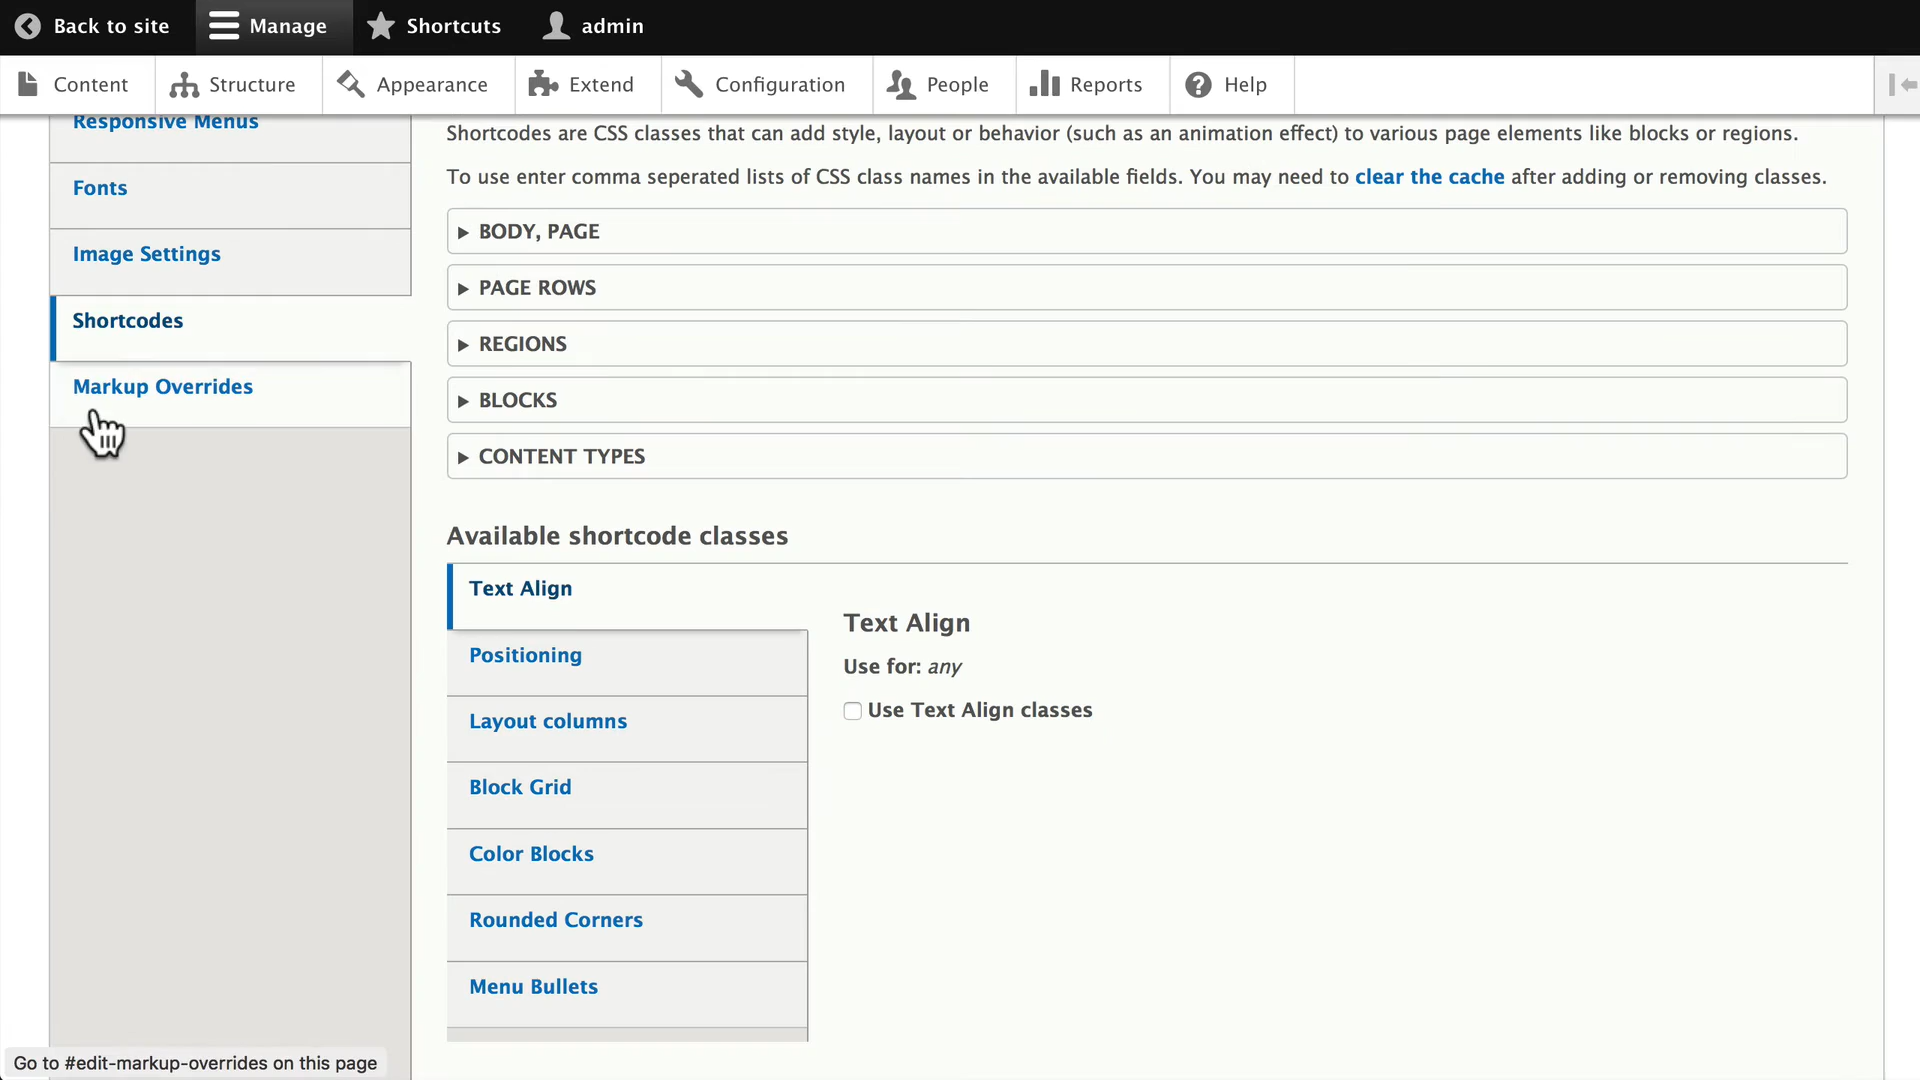 Back to site
Manage
Shortcuts
admin
Content
Structure
Appearance
Extend
Configuration
People
Reports
Help
Responsive Menus
Fonts
Image Settings
Shortcodes
Markup Overrides
Shortcodes are CSS classes that can add style, layout or behavior (such as an animation effect) to various page elements like blocks or regions.
To use enter comma seperated lists of CSS class names in the available fields. You may need to clear the cache after adding or removing classes.
BODY, PAGE
PAGE ROWS
REGIONS
BLOCKS
CONTENT TYPES
Available shortcode classes
Text Align
Positioning
Layout columns
Block Grid
Color Blocks
Rounded Corners
Menu Bullets
Text Align
Use for: any
Use Text Align classes
Go to #edit-markup-overrides on this page